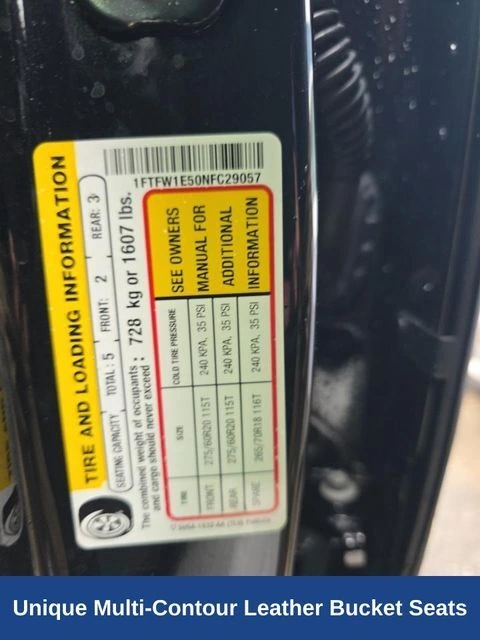 TIRE AND LOADING INFORMATION
SEATING CAPACITY TOTAL: 5 FRONT: 2 REAR: 3
The combined weight of occupants
and cargo should never exceed : 728 kg or 1607 lbs.
1FTFW1E50NFC29057
TIRE SIZE COLD TIRE PRESSURE
FRONT 275/60R20 115T 240 KPA, 35 PSI
REAR 275/60R20 115T 240 KPA, 35 PSI
SPARE 265/70R18 116T 240 KPA, 35 PSI
SEE OWNERS
MANUAL FOR
ADDITIONAL
INFORMATION
Unique Multi-Contour Leather Bucket Seats